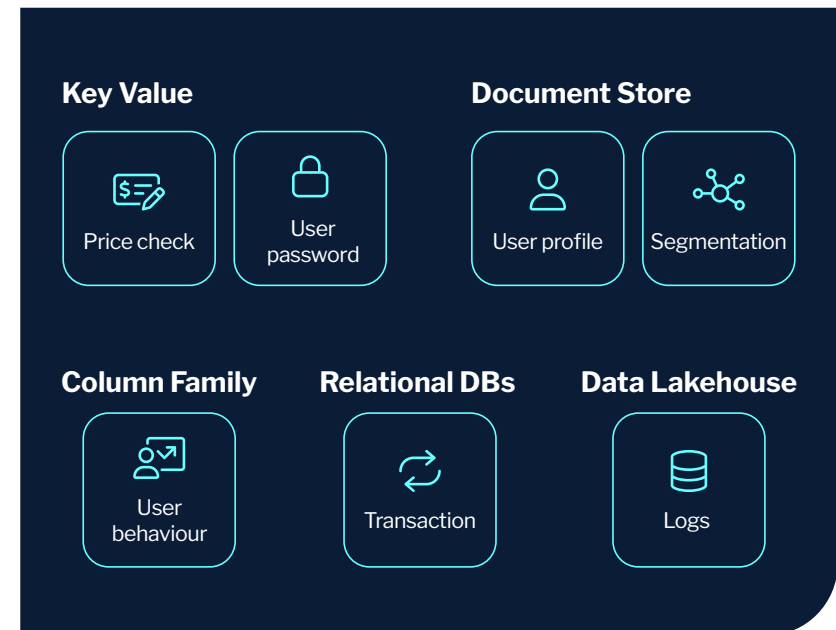 Key Value
Document Store
$
Price check
User
password
User profile
Segmentation
Column Family
Relational DBs
Data Lakehouse
User
behaviour
Transaction
Logs